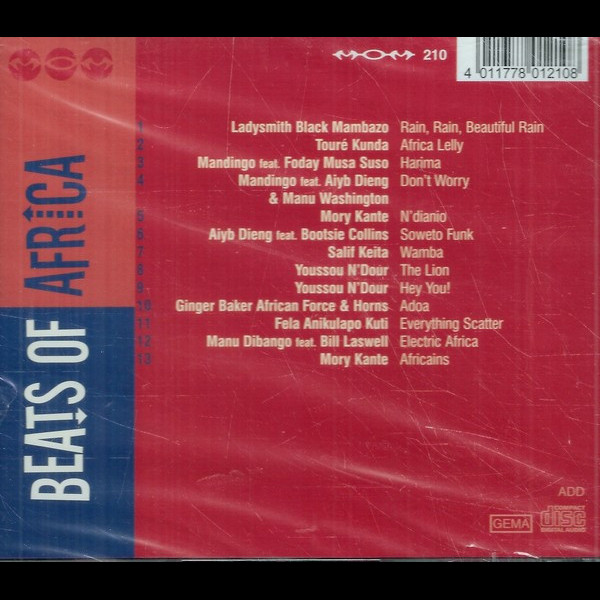 MOM 210
4 011778 012108
MOM
1 Ladysmith Black Mambazo Rain, Rain, Beautiful Rain
2 Touré Kunda Africa Lelly
3 Mandingo feat. Foday Musa Suso Harima
4 Mandingo feat. Aiyb Dieng Don't Worry
& Manu Washington
5 Mory Kante N'dianio
6 Aiyb Dieng feat. Bootsie Collins Soweto Funk
7 Salif Keita Wamba
8 Youssou N'Dour The Lion
9 Youssou N'Dour Hey You!
10 Ginger Baker African Force & Horns Adoa
11 Fela Anikulapo Kuti Everything Scatter
12 Manu Dibango feat. Bill Laswell Electric Africa
13 Mory Kante Africains
BEATS OF AFRICA
ADD
GEMA
COMPACT
disc
DIGITAL AUDIO